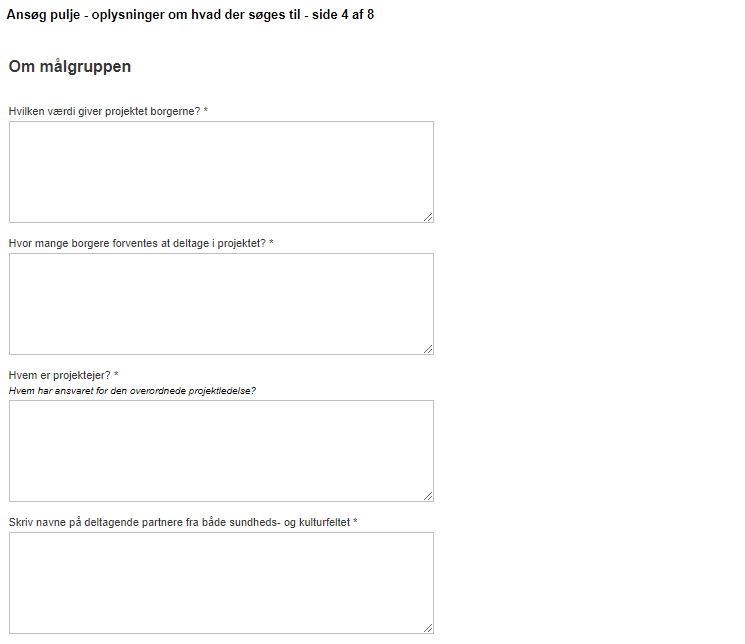 Ansøg pulje - oplysninger om hvad der søges til - side 4 af 8
Om målgruppen
Hvilken værdi giver projektet borgerne? *
Hvor mange borgere forventes at deltage i projektet? *
Hvem er projektejer? *
Hvem har ansvaret for den overordnede projektledelse?
Skriv navne på deltagende partnere fra både sundheds- og kulturfeltet *